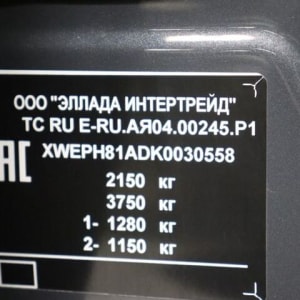 ООО "ЭЛЛАДА ИНТЕРТРЕЙД"
ТС RU E-RU.АЯ04.00245.Р1
XWEPH81ADK0030558
EAC
2150 кг
3750 кг
1- 1280 кг
2- 1150 кг